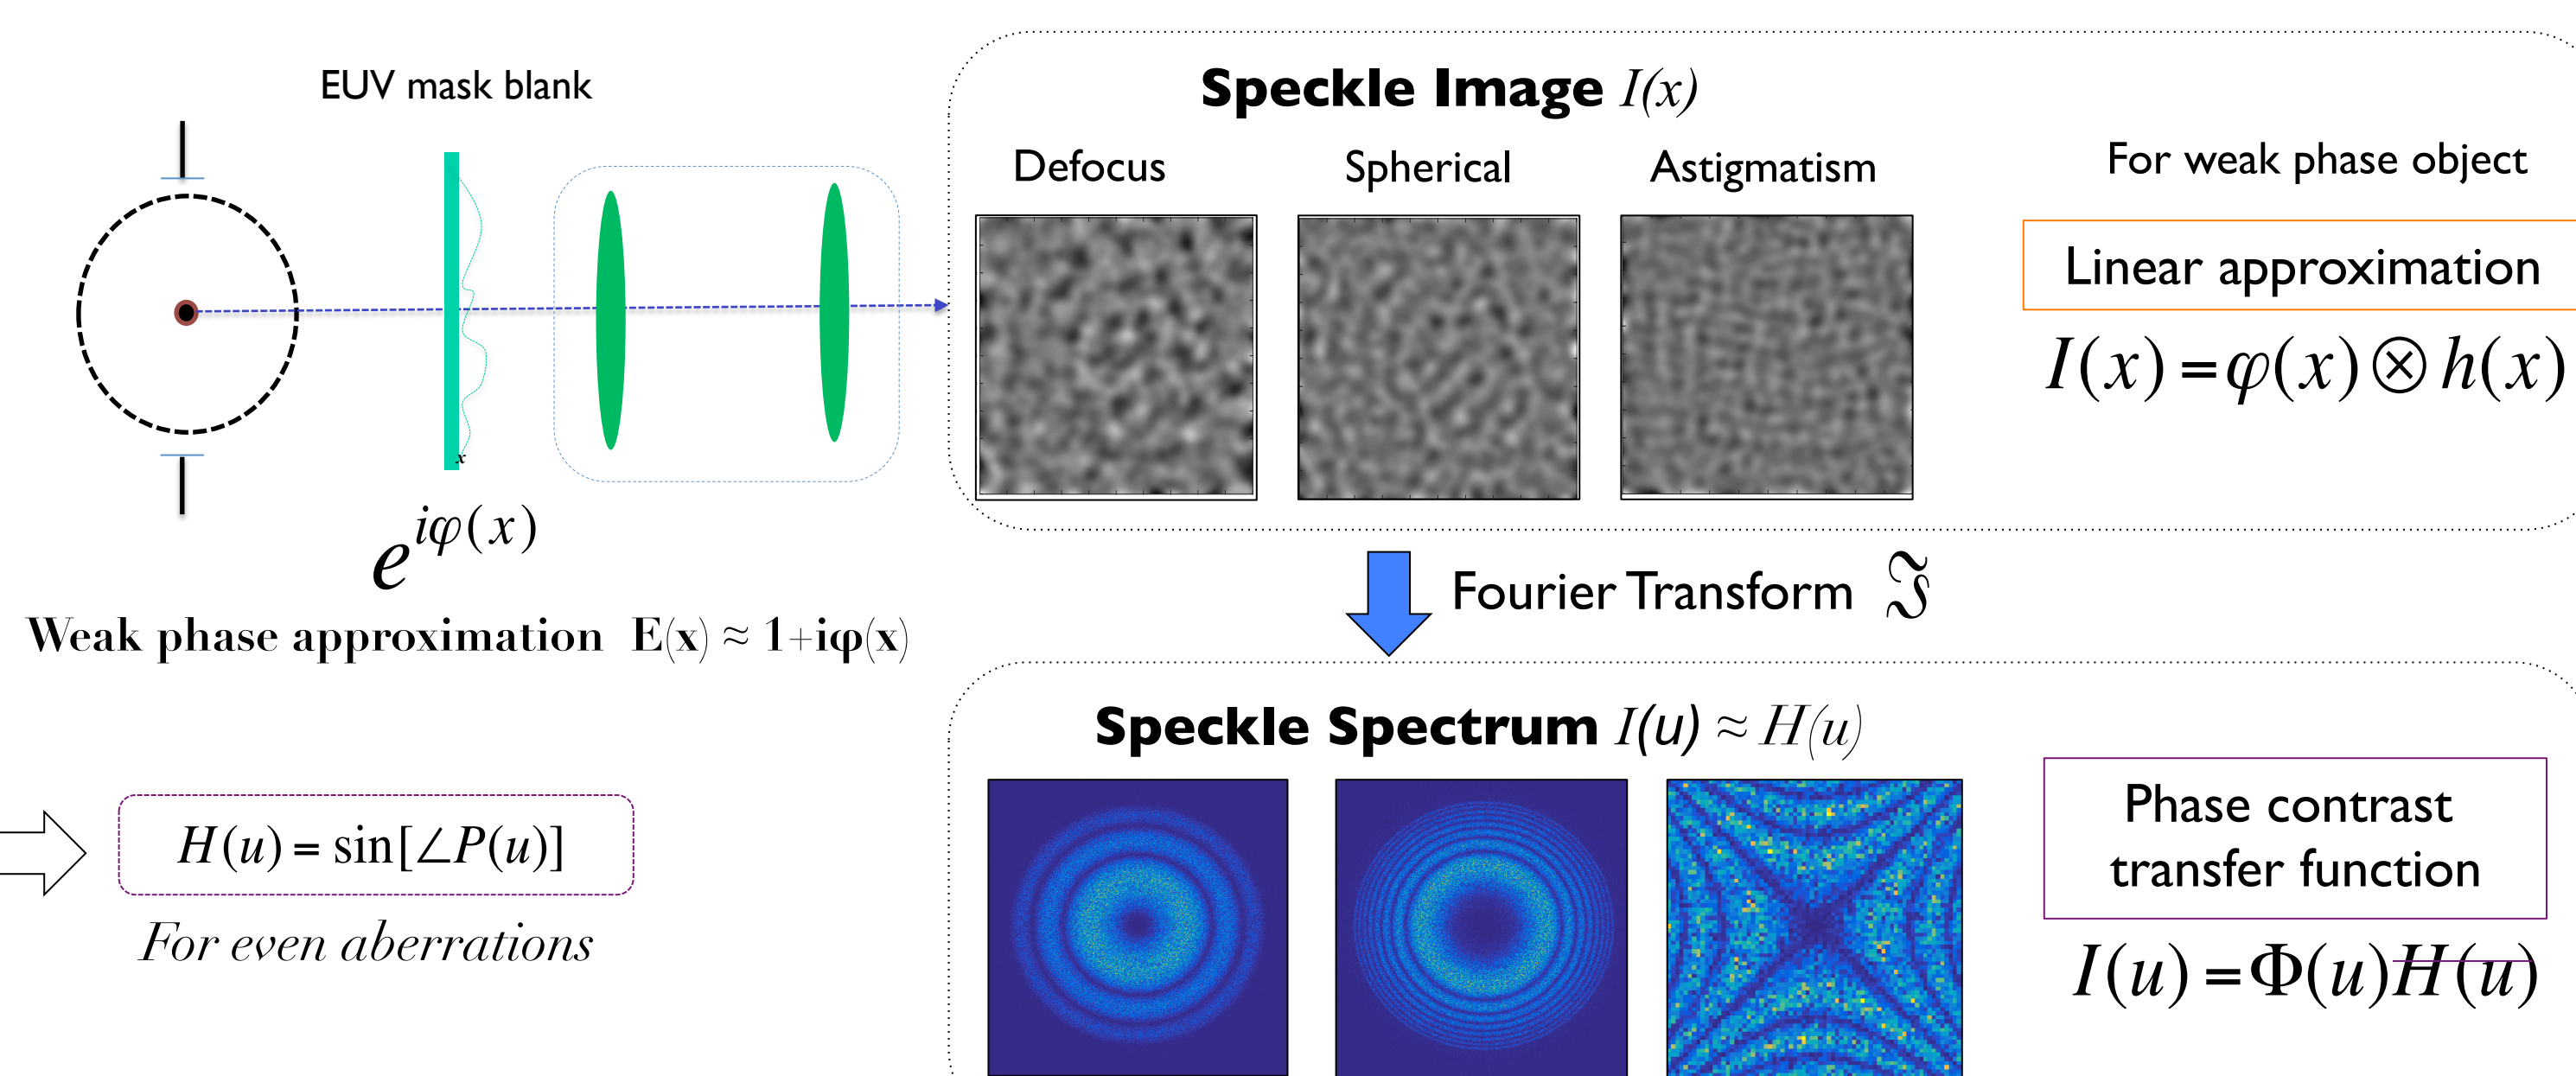 EUV mask blank
x
e^{iφ(x)}
Weak phase approximation E(x) ≈ 1+iφ(x)
H(u) = sin[∠P(u)]
For even aberrations
Speckle Image I(x)
Defocus Spherical Astigmatism
For weak phase object
Linear approximation
I(x) = φ(x) ⊗ h(x)
Fourier Transform ℑ̃
Speckle Spectrum I(u) ≈ H(u)
Phase contrast
transfer function
I(u) = Φ(u)H(u)